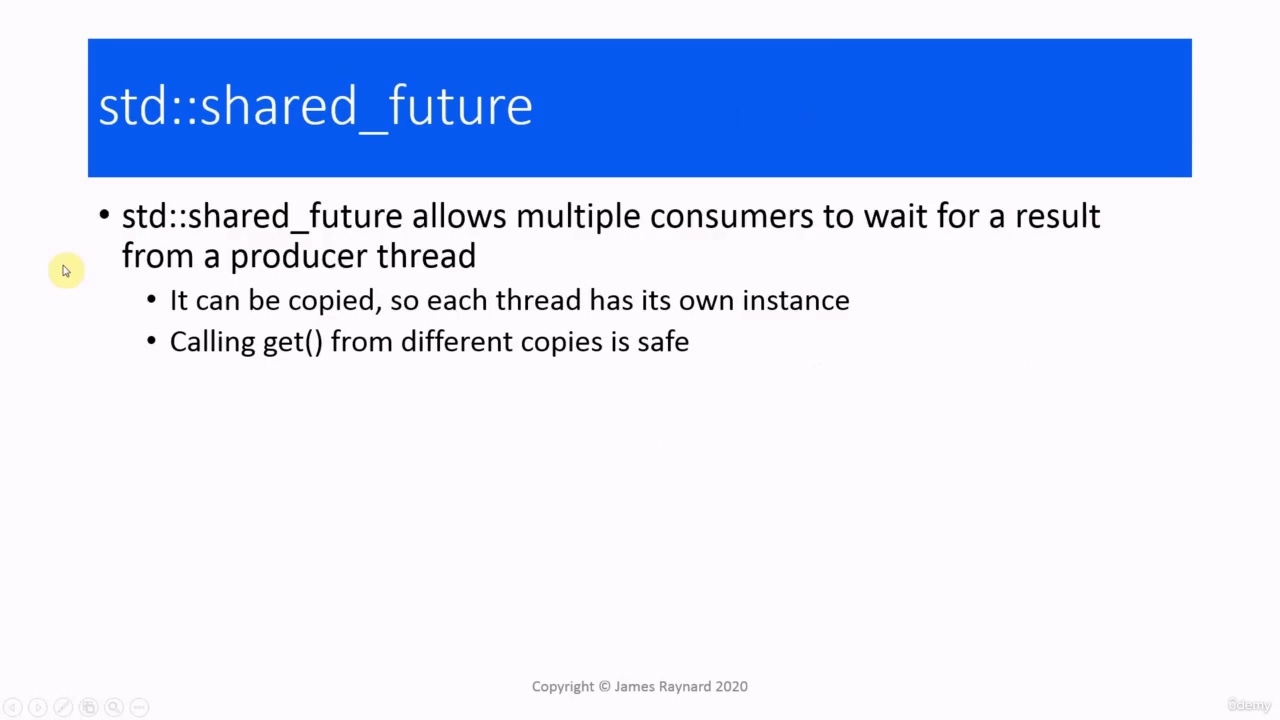 std::shared_future
• std::shared_future allows multiple consumers to wait for a result
from a producer thread
• It can be copied, so each thread has its own instance
• Calling get() from different copies is safe
Copyright © James Raynard 2020
ûdemy